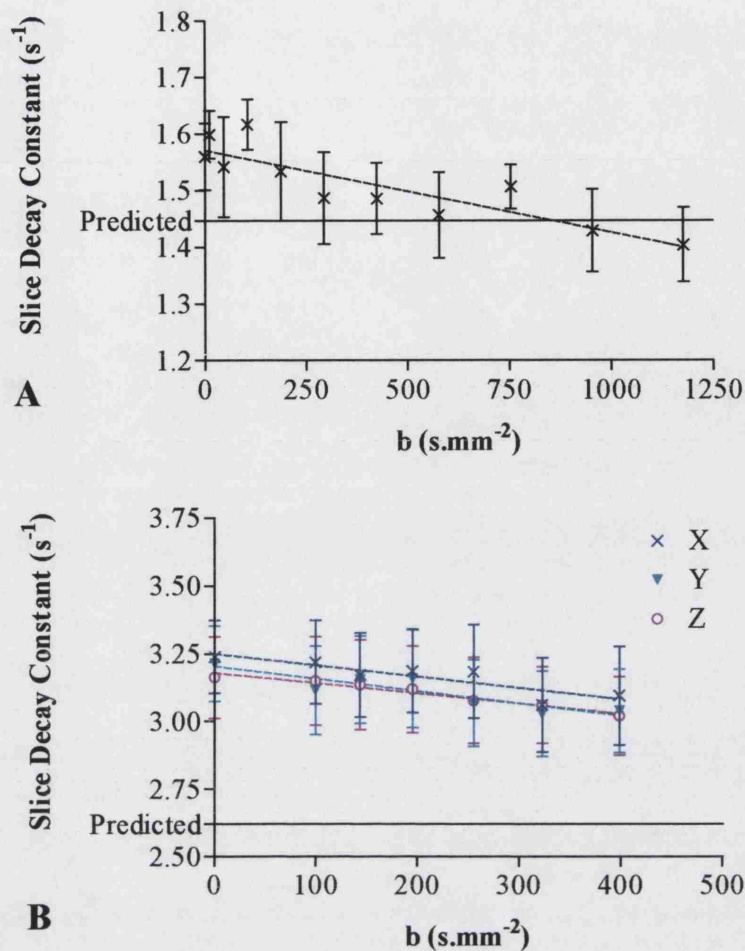 Slice Decay Constant (s⁻¹)
1.8
1.7
1.6
1.5
Predicted
1.4
1.3
1.2
0
250
500
750
1000
1250
A
b (s.mm⁻²)
Slice Decay Constant (s⁻¹)
3.75
3.50
3.25
3.00
2.75
Predicted
2.50
X
Y
Z
0
100
200
300
400
500
B
b (s.mm⁻²)